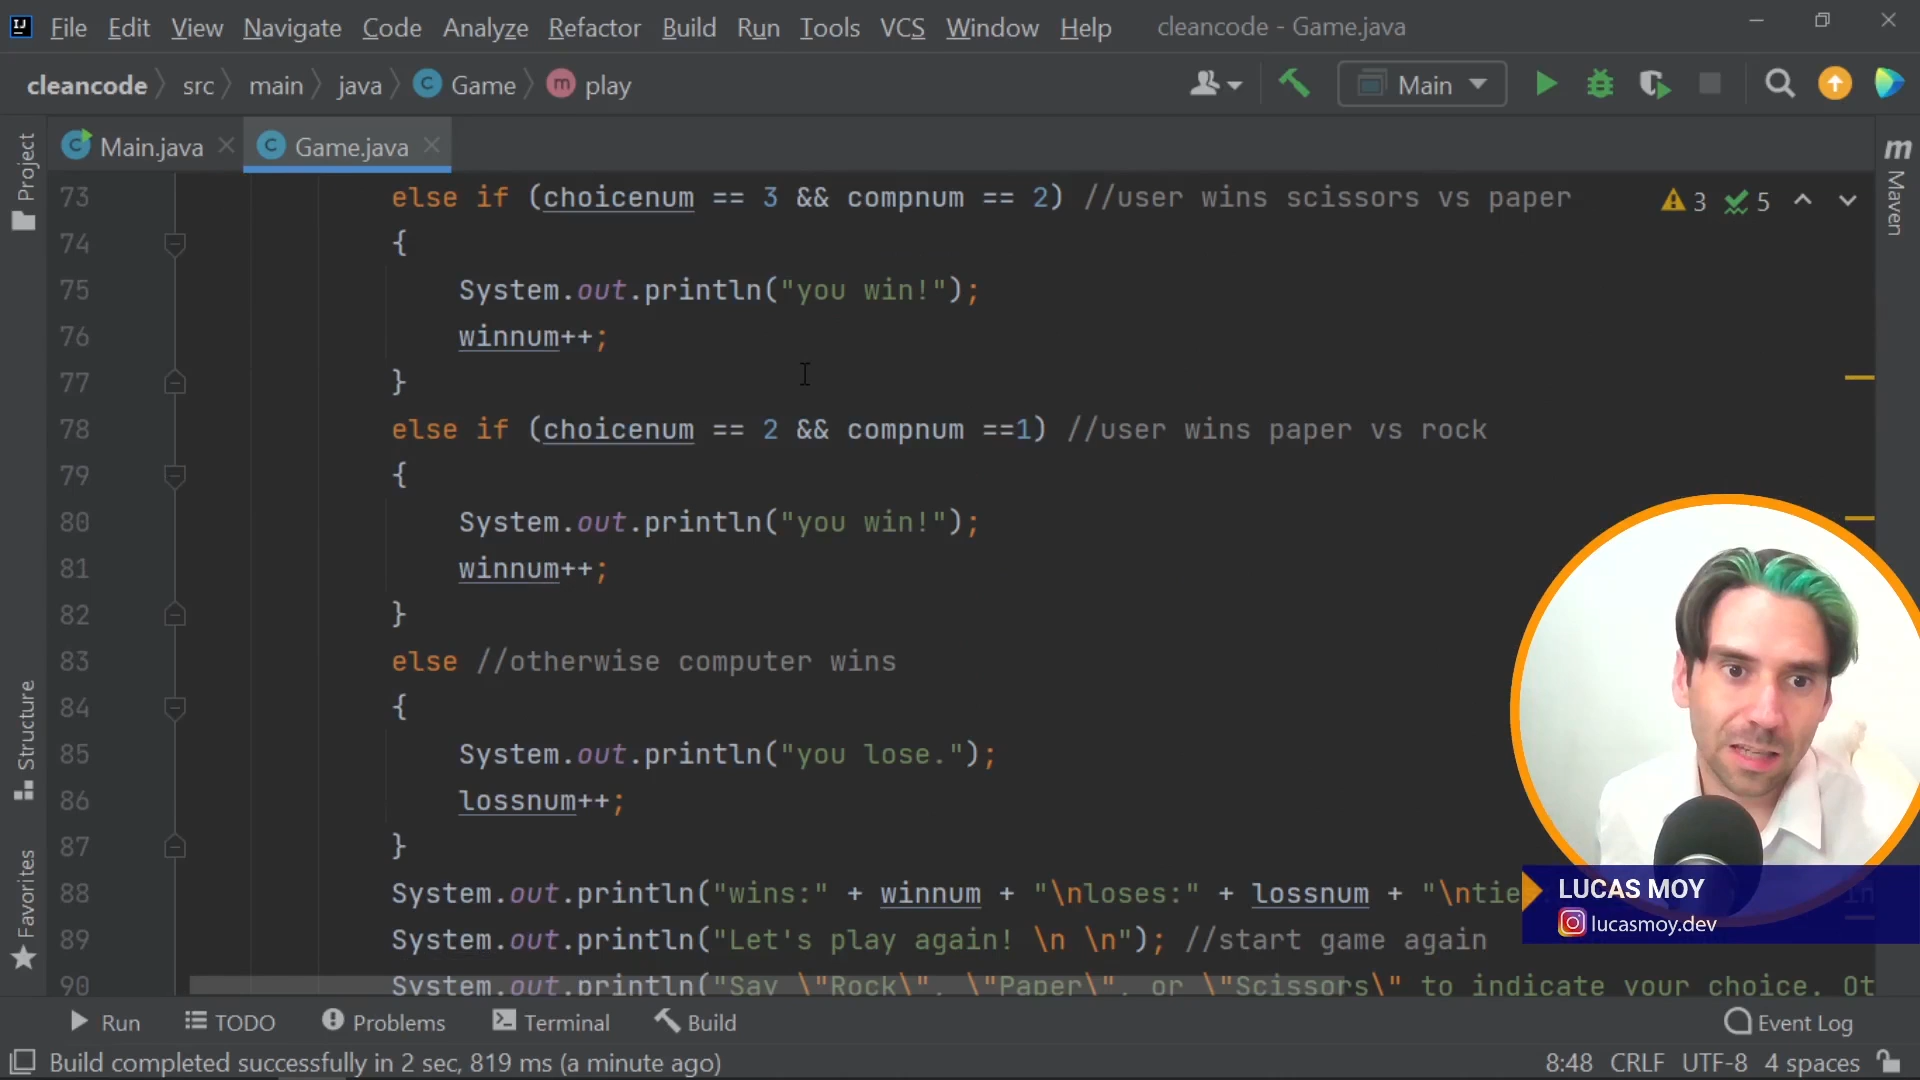 File Edit View Navigate Code Analyze Refactor Build Run Tools VCS Window Help cleancode - Game.java
cleancode src main java Game play Main
Main.java Game.java
Project
Structure
Favorites
Maven
3 5
73 else if (choicenum == 3 && compnum == 2) //user wins scissors vs paper
74 {
75 System.out.println("you win!");
76 winnum++;
77 }
78 else if (choicenum == 2 && compnum ==1) //user wins paper vs rock
79 {
80 System.out.println("you win!");
81 winnum++;
82 }
83 else //otherwise computer wins
84 {
85 System.out.println("you lose.");
86 lossnum++;
87 }
88 System.out.println("wins:" + winnum + "\nloses:" + lossnum + "\ntie
89 System.out.println("Let's play again! \n \n"); //start game again
90 System.out.println("Say \"Rock\", \"Paper\", or \"Scissors\" to indicate your choice. Ot
LUCAS MOY
lucasmoy.dev
Run TODO Problems Terminal Build Event Log
Build completed successfully in 2 sec, 819 ms (a minute ago) 8:48 CRLF UTF-8 4 spaces